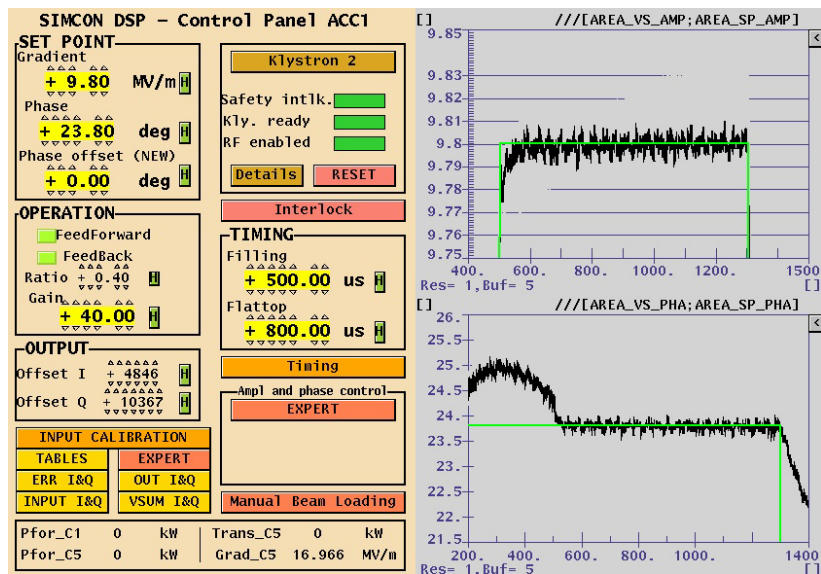 SIMCON DSP – Control Panel ACC1
SET POINT
Gradient
+ 9.80 MV/m H
Phase
+ 23.80 deg H
Phase offset (NEW)
+ 0.00 deg H
Klystron 2
Safety intlk.
Kly. ready
RF enabled
Details RESET
Interlock
OPERATION
FeedForward
FeedBack
Ratio + 0.40 H
Gain
+ 40.00 H
TIMING
Filling
+ 500.00 us H
Flattop
+ 800.00 us H
Timing
OUTPUT
Offset I + 4846 H
Offset Q + 10367 H
Ampl and phase control
EXPERT
INPUT CALIBRATION
TABLES EXPERT
ERR I&Q OUT I&Q
INPUT I&Q VSUM I&Q
Manual Beam Loading
Pfor_C1 0 kW Trans_C5 0 kW
Pfor_C5 0 kW Grad_C5 16.966 MV/m
[] ///[AREA_VS_AMP;AREA_SP_AMP]
<
9.85
9.83
9.82
9.81
9.8
9.79
9.78
9.77
9.76
9.75
400. 600. 800. 1000. 1200. 1500
Res= 1,Buf= 5 []
[] ///[AREA_VS_PHA;AREA_SP_PHA]
<
26.
25.5
25.
24.5
24.
23.5
23.
22.5
22.
21.5
200 400. 600. 800. 1000. 1400
Res= 1,Buf= 5 []